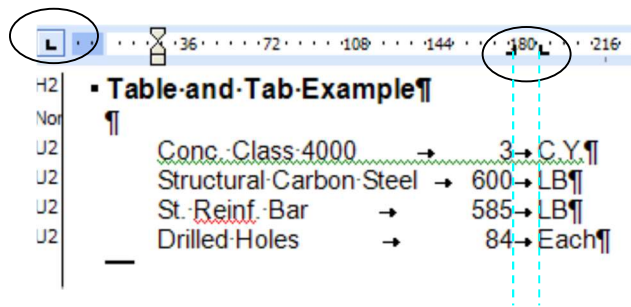 36 72 108 144 180 216
H2 Table and Tab Example¶
Nor ¶
U2 Conc. Class 4000 → 3→ C.Y.¶
U2 Structural Carbon Steel → 600→ LB¶
U2 St. Reinf. Bar → 585→ LB¶
U2 Drilled Holes → 84→ Each¶